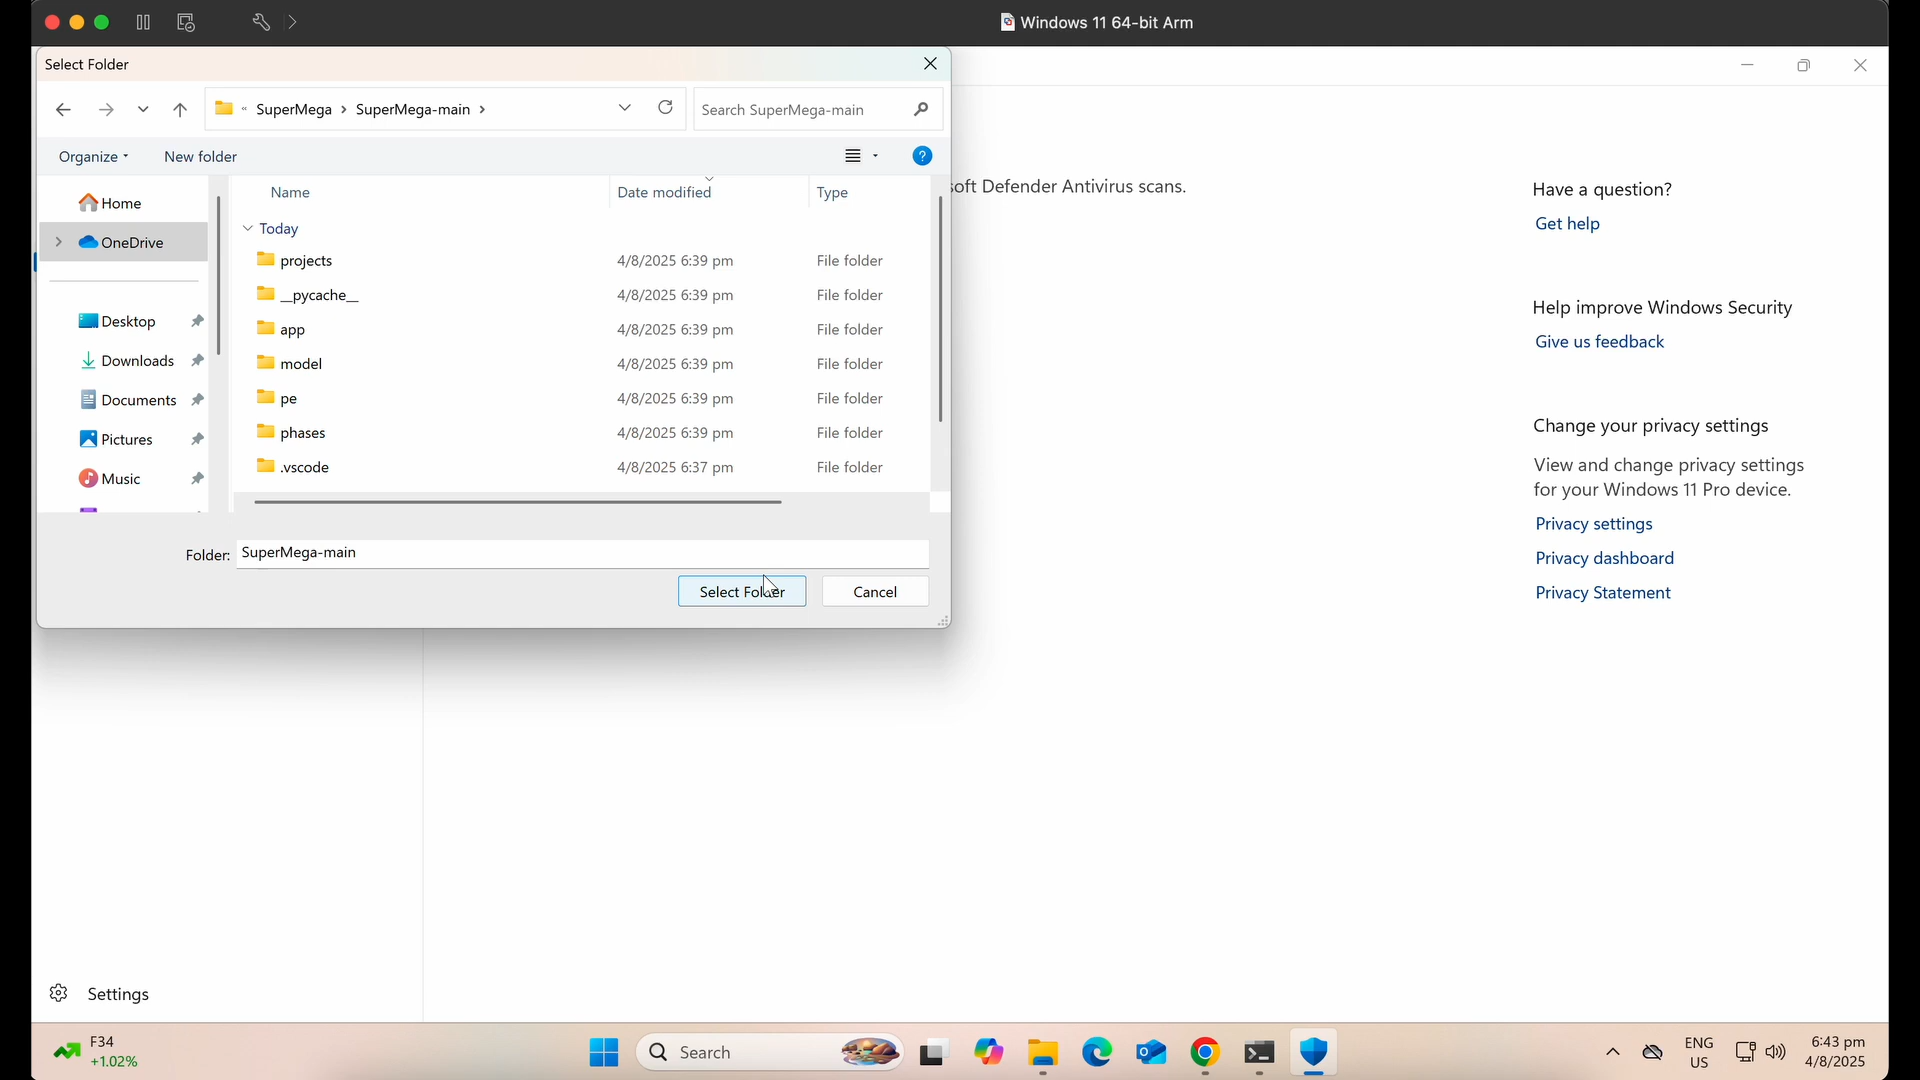 Windows 11 64-bit Arm
Select Folder
« SuperMega > SuperMega-main >
Search SuperMega-main
Organize
New folder
Name
Date modified
Type
Home
OneDrive
Desktop
Downloads
Documents
Pictures
Music
Today
projects 4/8/2025 6:39 pm File folder
__pycache__ 4/8/2025 6:39 pm File folder
app 4/8/2025 6:39 pm File folder
model 4/8/2025 6:39 pm File folder
pe 4/8/2025 6:39 pm File folder
phases 4/8/2025 6:39 pm File folder
.vscode 4/8/2025 6:37 pm File folder
Folder: SuperMega-main
Select Folder
Cancel
soft Defender Antivirus scans.
Have a question?
Get help
Help improve Windows Security
Give us feedback
Change your privacy settings
View and change privacy settings
for your Windows 11 Pro device.
Privacy settings
Privacy dashboard
Privacy Statement
Settings
F34
+1.02%
Search
ENG
US
6:43 pm
4/8/2025